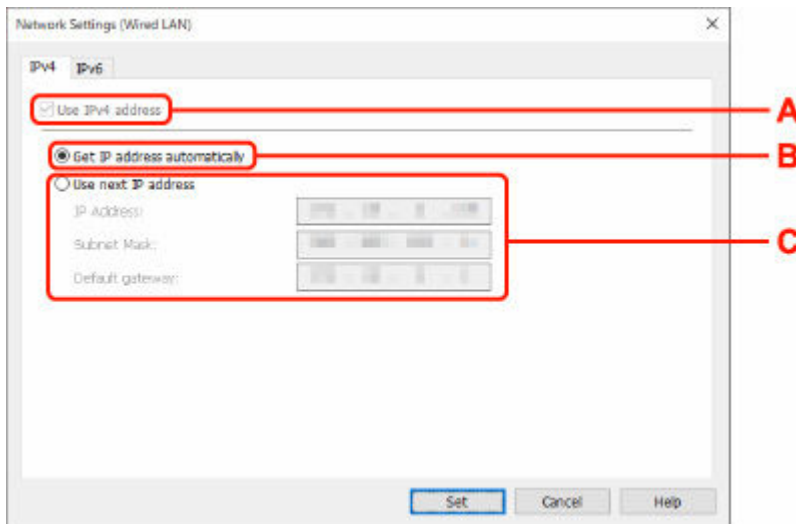 Network Settings (Wired LAN)
IPv4 IPv6
Use IPv4 address
A
Get IP address automatically
B
Use next IP address
IP Address:
Subnet Mask:
C
Default gateway:
Set Cancel Help